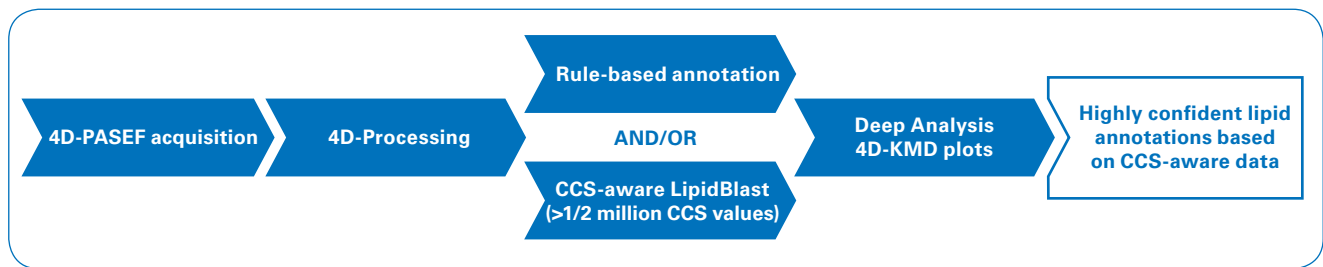 4D-PASEF acquisition
4D-Processing
Rule-based annotation
AND/OR
CCS-aware LipidBlast
(>1/2 million CCS values)
Deep Analysis
4D-KMD plots
Highly confident lipid
annotations based
on CCS-aware data